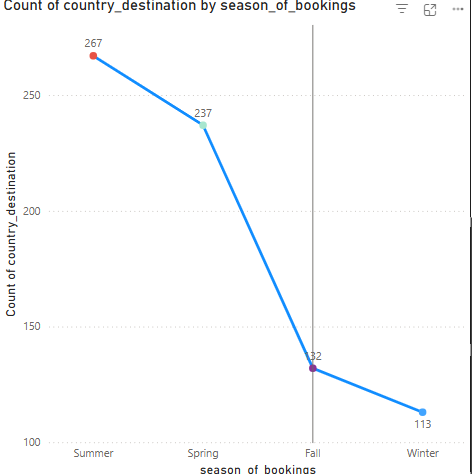 Count of country_destination by season_of_bookings
267
237
132
113
250
200
150
100
Count of country_destination
Summer Spring Fall Winter
season_of_bookings